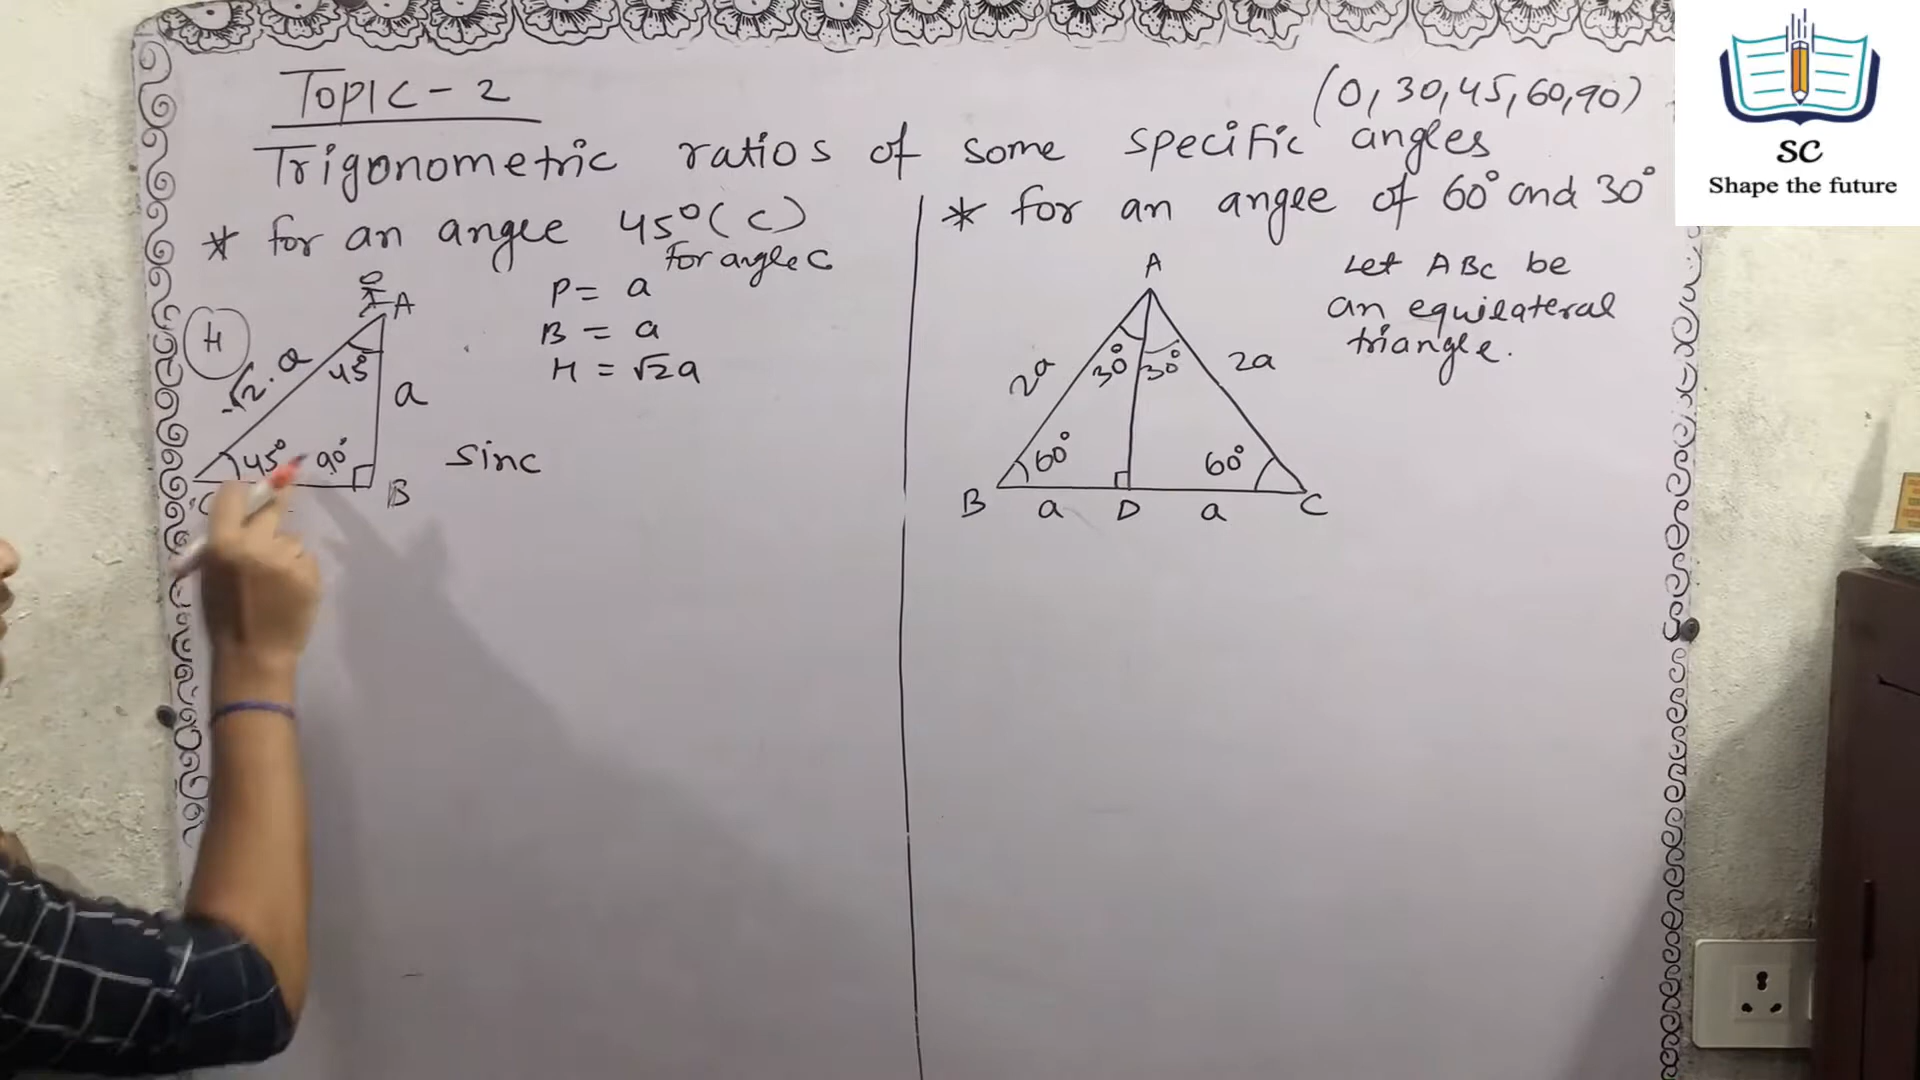 TOPIC - 2
(0, 30, 45, 60, 90)
Trigonometric ratios of some specific angles
* for an angle 45° (C)
for angle C
P = a
B = a
H = √2a
H
A
√2 . a
45°
a
45°
90°
C
B
sinc
* for an angle of 60° and 30°
Let ABC be
an equilateral
triangle.
A
2a
30°
30°
2a
60°
60°
B
a
D
a
C
SC
Shape the future